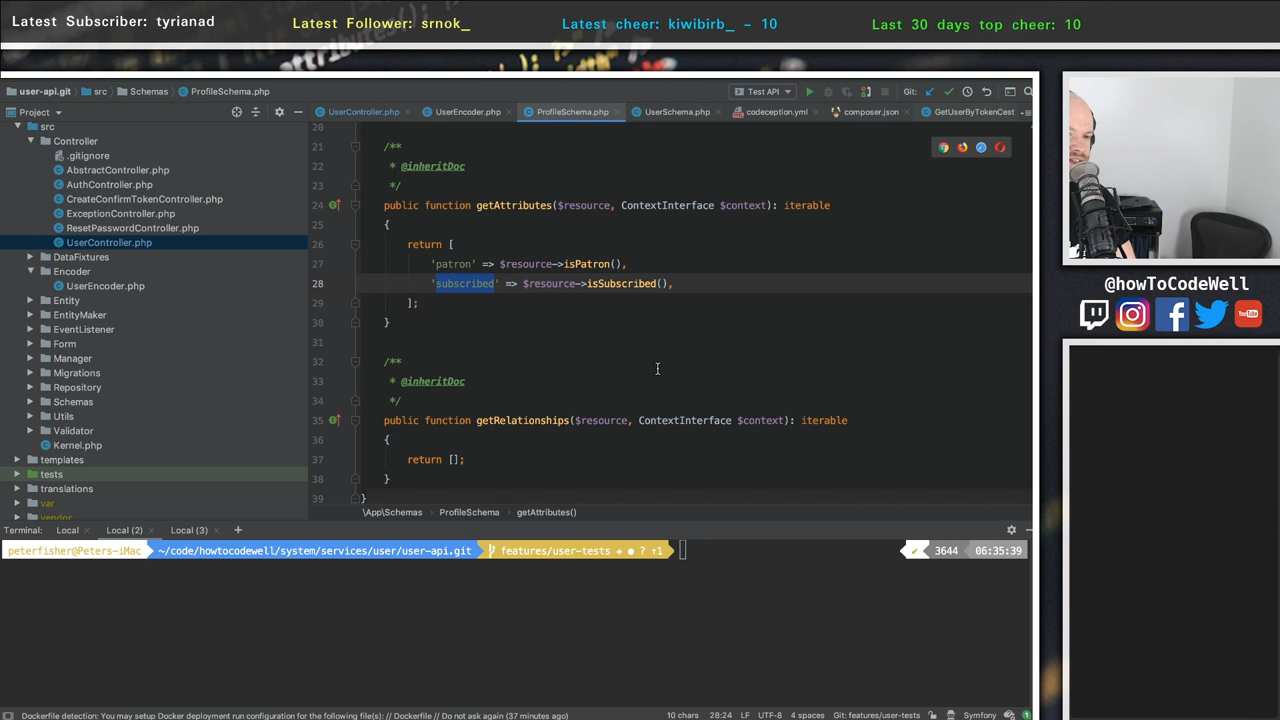 Latest Subscriber: tyrianad
Latest Follower: srnok_
Latest cheer: kiwibirb_ - 10
Last 30 days top cheer: 10
user-api.git
src
Schemas
ProfileSchema.php
Test API
Git:
Project
UserController.php
UserEncoder.php
ProfileSchema.php
UserSchema.php
codeception.yml
composer.json
GetUserByTokenCest
src
Controller
.gitignore
AbstractController.php
AuthController.php
CreateConfirmTokenController.php
ExceptionController.php
ResetPasswordController.php
UserController.php
DataFixtures
Encoder
UserEncoder.php
Entity
EntityMaker
EventListener
Form
Manager
Migrations
Repository
Schemas
Utils
Validator
Kernel.php
templates
tests
translations
var
vendor
20
21 /**
22 * @inheritDoc
23 */
24 public function getAttributes($resource, ContextInterface $context): iterable
25 {
26 return [
27 'patron' => $resource->isPatron(),
28 'subscribed' => $resource->isSubscribed(),
29 ];
30 }
31
32 /**
33 * @inheritDoc
34 */
35 public function getRelationships($resource, ContextInterface $context): iterable
36 {
37 return [];
38 }
39 }
\App\Schemas
ProfileSchema
getAttributes()
@howToCodeWell
You Tube
Terminal:
Local
Local (2)
Local (3)
+
peterfisher@Peters-iMac ~/code/howtocodewell/system/services/user/user-api.git features/user-tests ✚ ● ? ↑1
✔ 3644 06:35:39
Dockerfile detection: You may setup Docker deployment run configuration for the following file(s): // Dockerfile // Do not ask again (37 minutes ago)
10 chars
28:24
LF
UTF-8
4 spaces
Git: features/user-tests
Symfony